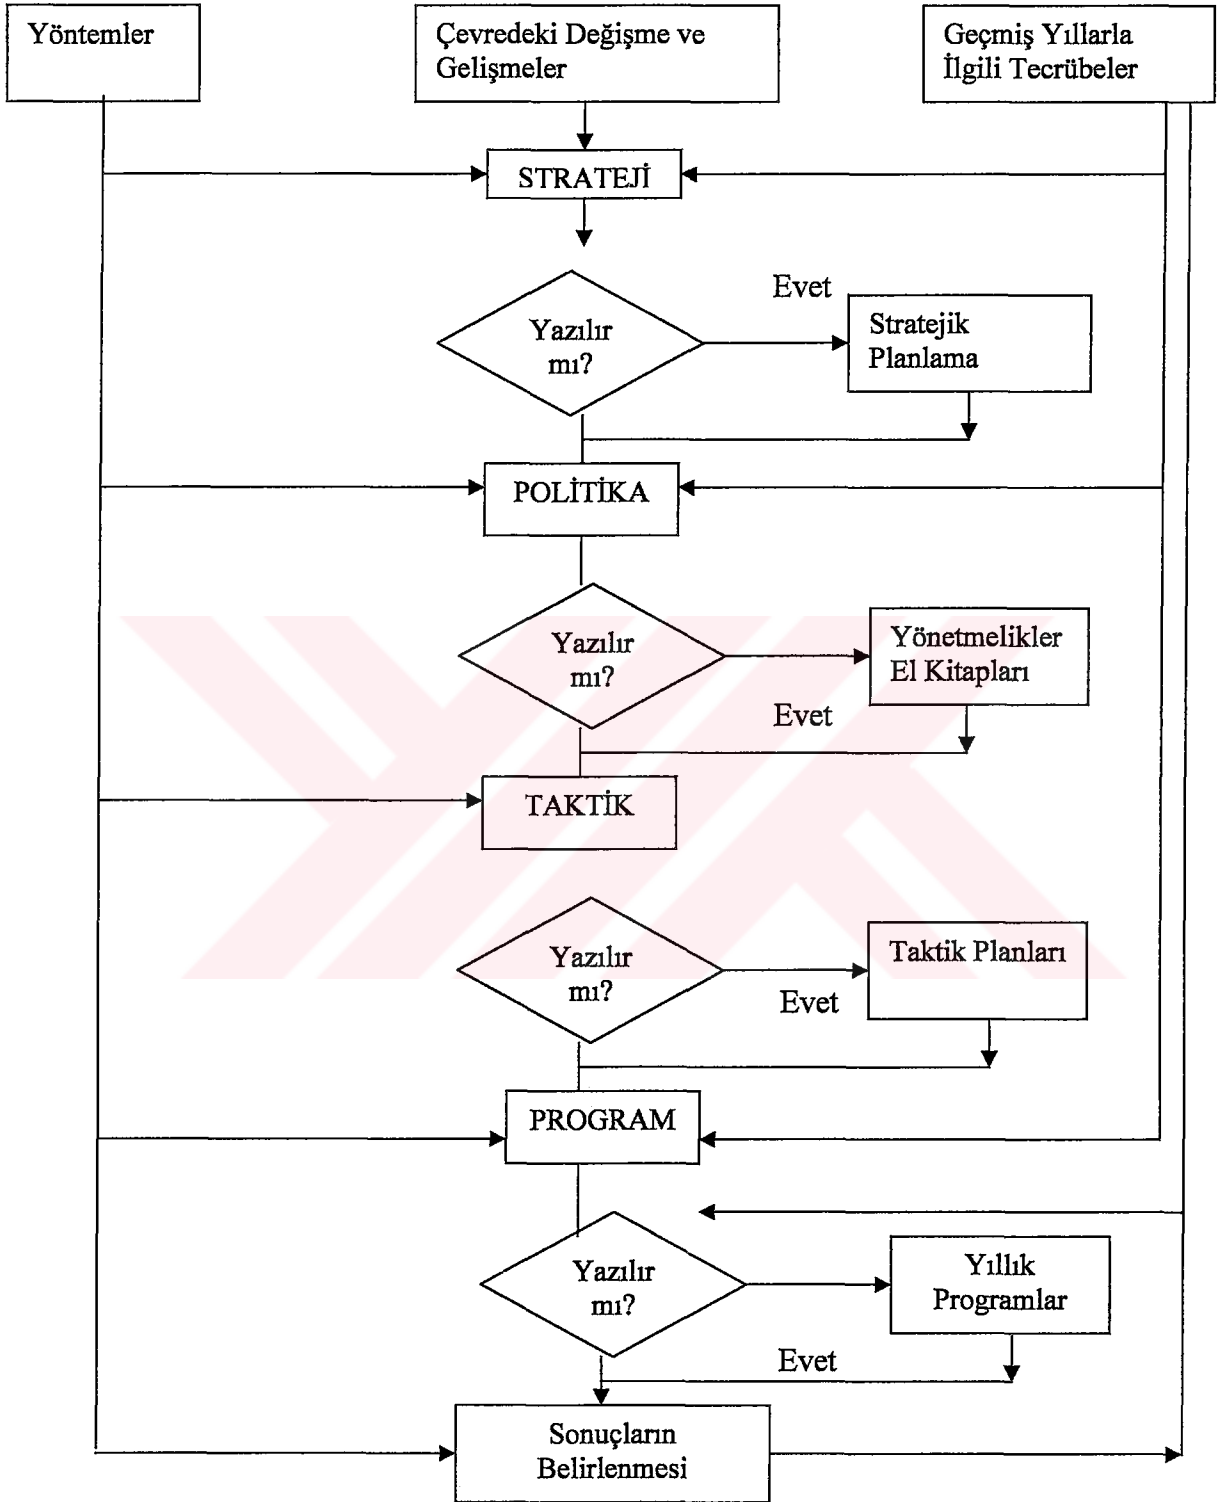 Yöntemler
Çevredeki Değişme ve
Gelişmeler
Geçmiş Yıllarla
İlgili Tecrübeler
STRATEJİ
Evet
Yazılır
mı?
Stratejik
Planlama
POLİTİKA
Yazılır
mı?
Yönetmelikler
El Kitapları
Evet
TAKTİK
Yazılır
mı?
Taktik Planları
Evet
PROGRAM
Yazılır
mı?
Yıllık
Programlar
Evet
Sonuçların
Belirlenmesi